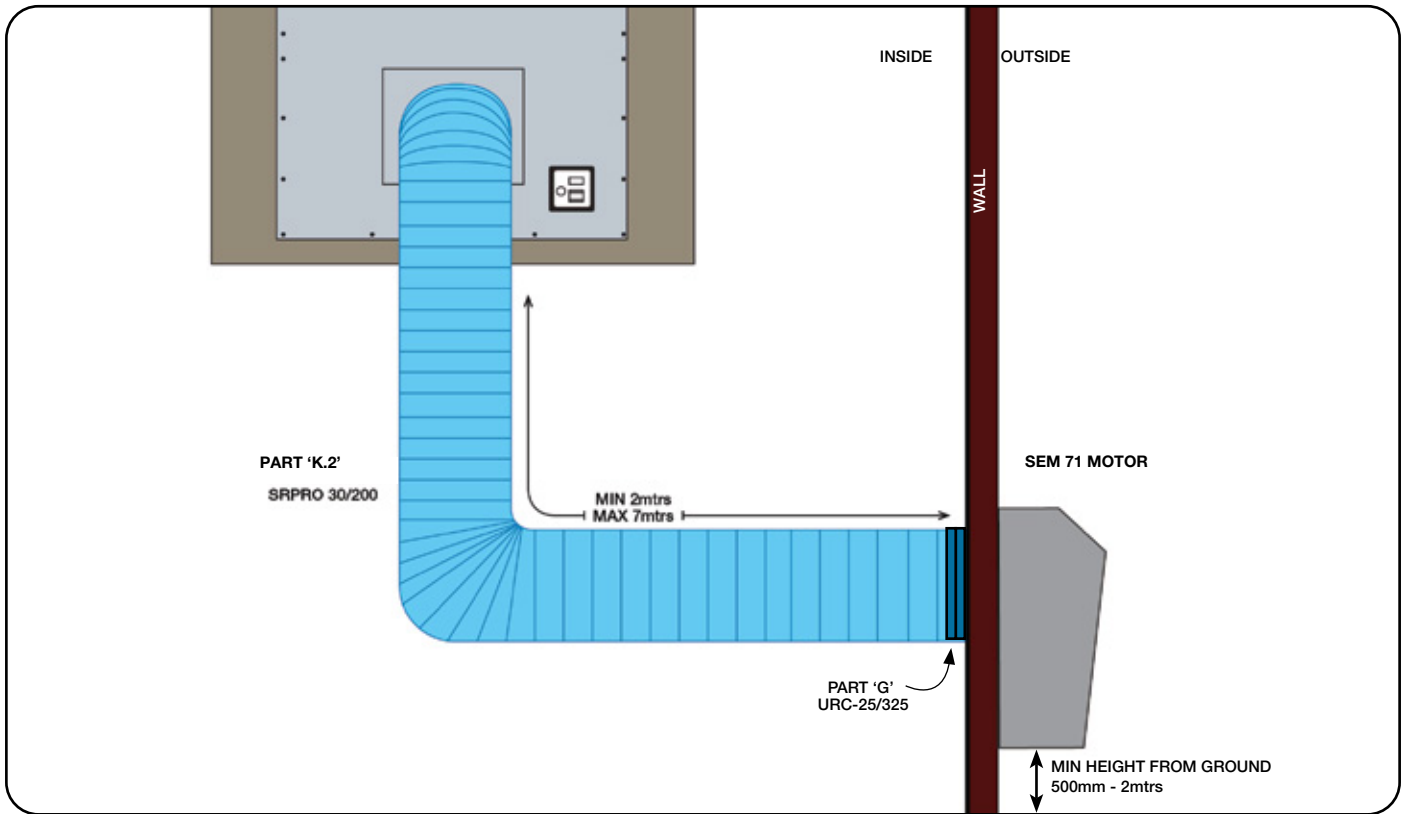 INSIDE
OUTSIDE
WALL
PART ‘K.2’
SRPRO 30/200
MIN 2mtrs
MAX 7mtrs
SEM 71 MOTOR
PART ‘G’
URC-25/325
MIN HEIGHT FROM GROUND
500mm - 2mtrs